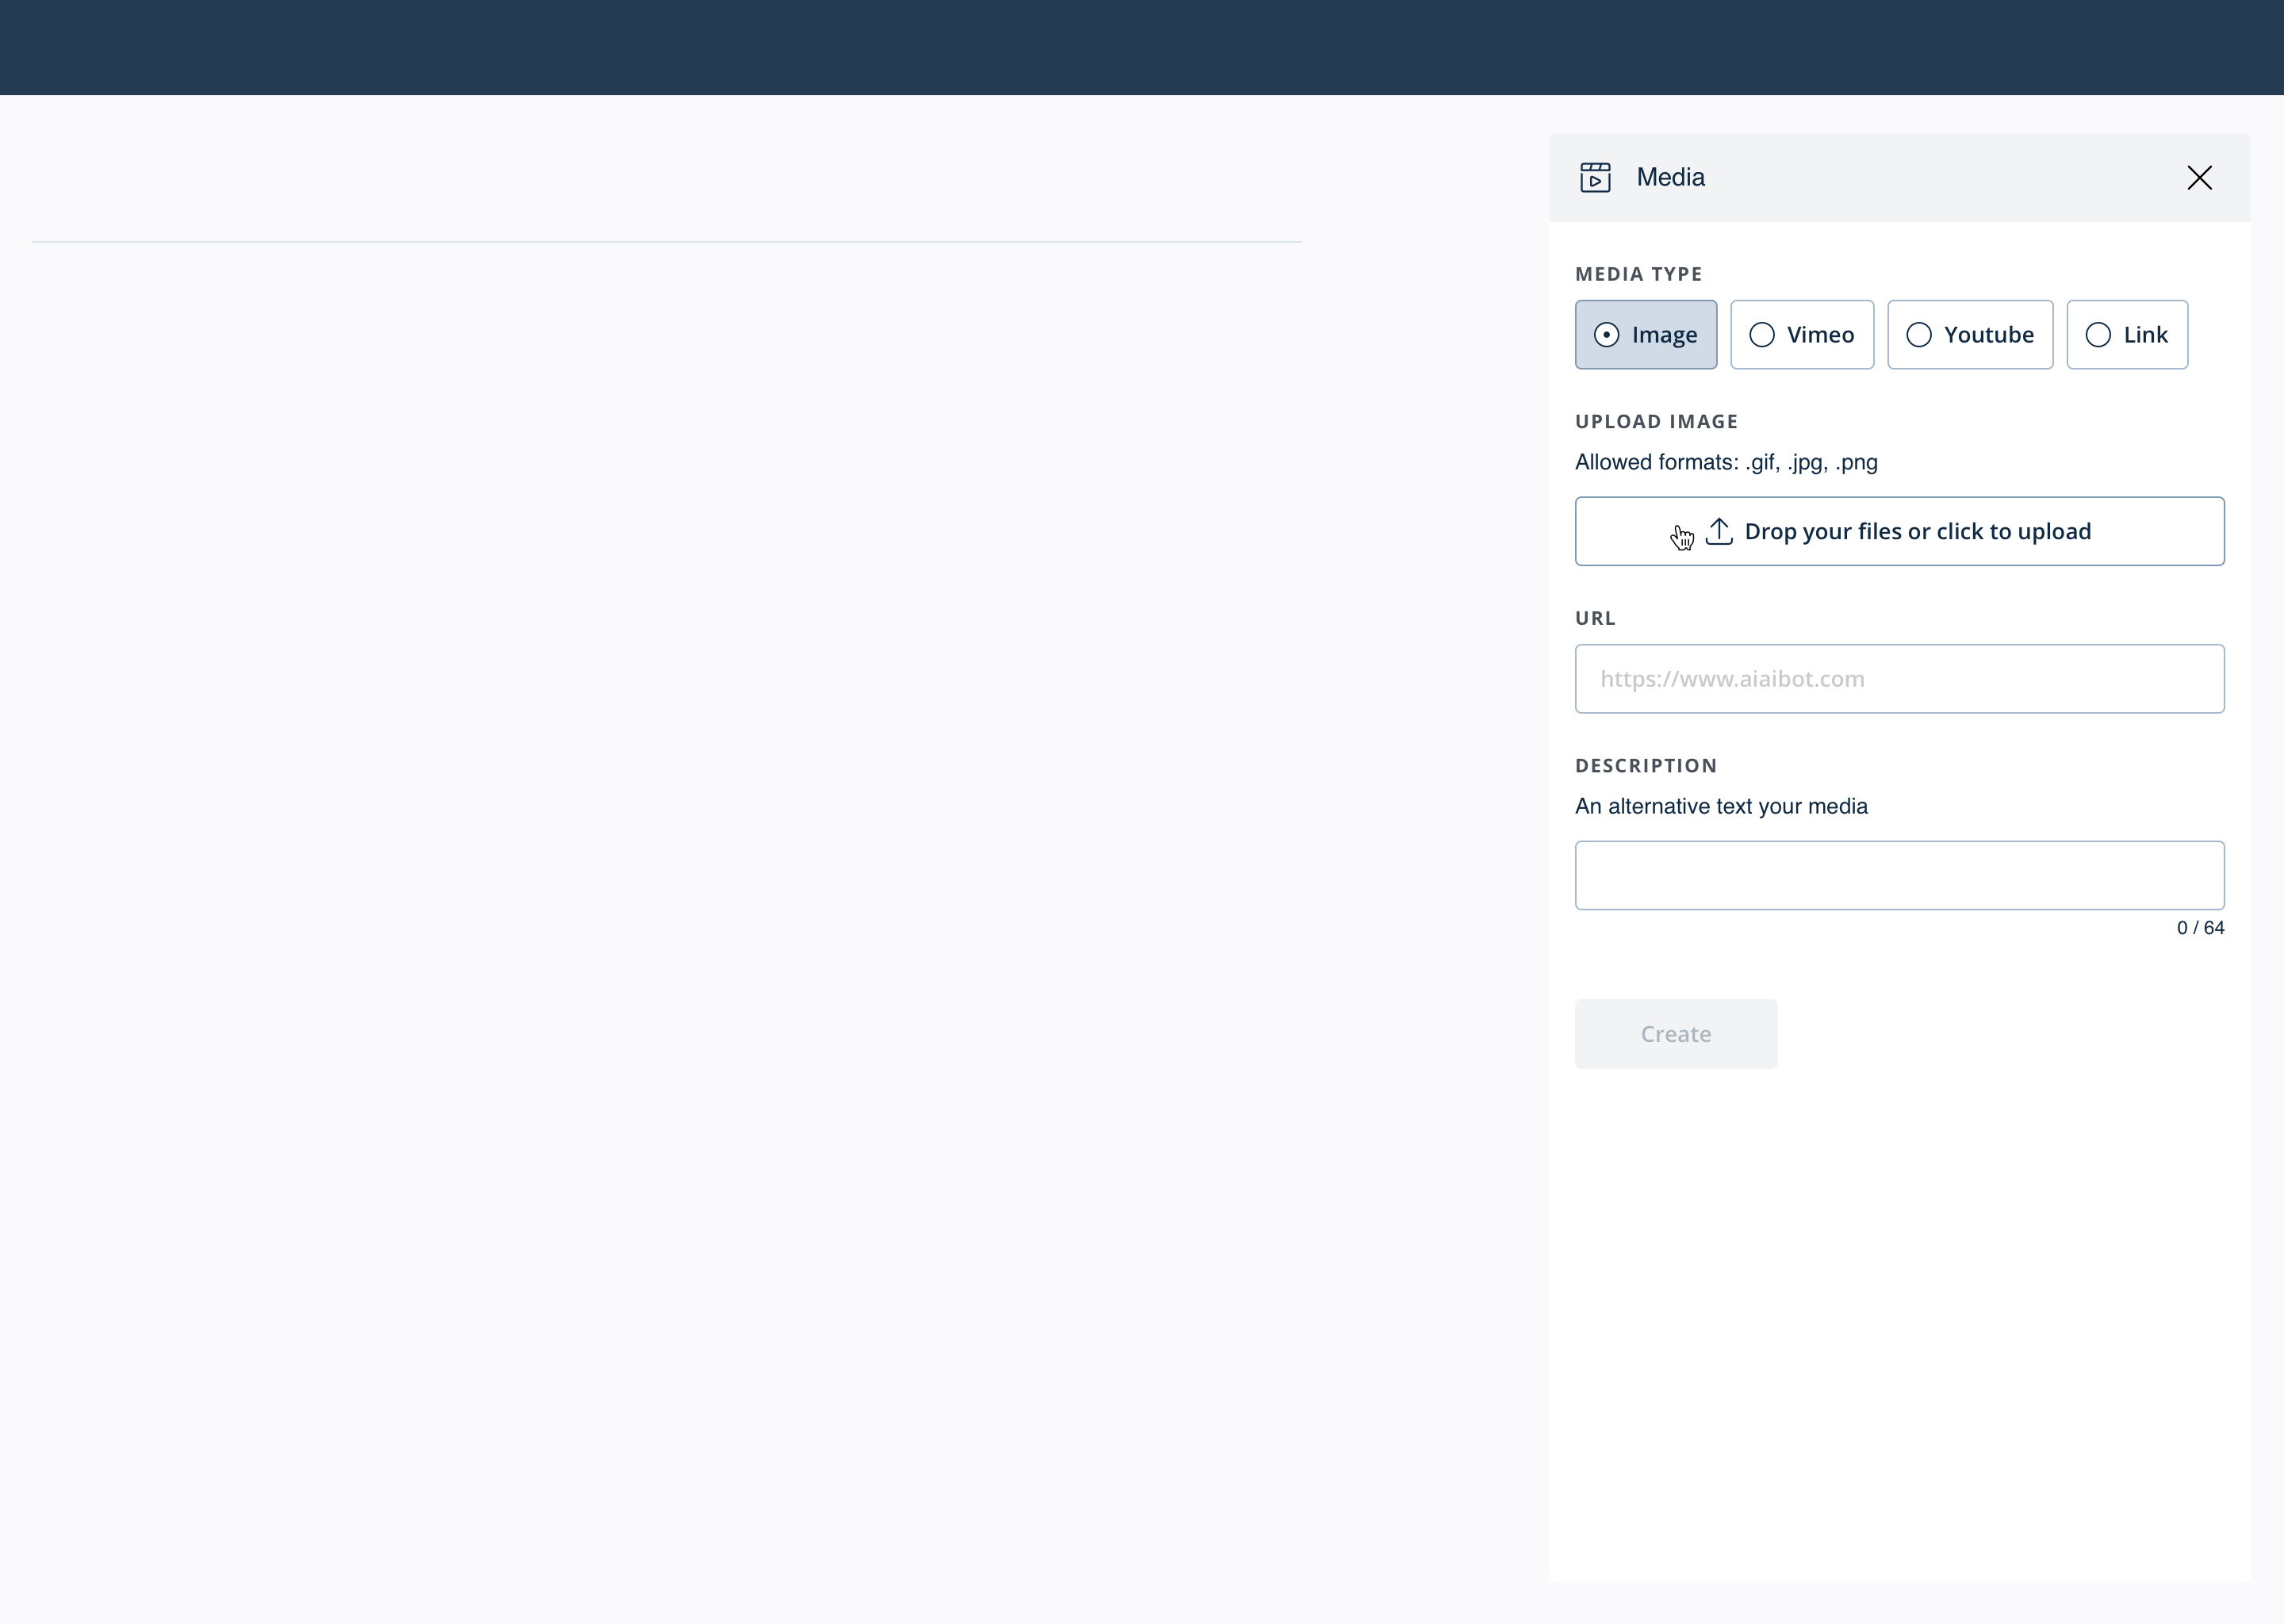 Media
MEDIA TYPE
Image Vimeo Youtube Link
UPLOAD IMAGE
Allowed formats: .gif, .jpg, .png
Drop your files or click to upload
URL
https://www.aiaibot.com
DESCRIPTION
An alternative text your media
0 / 64
Create